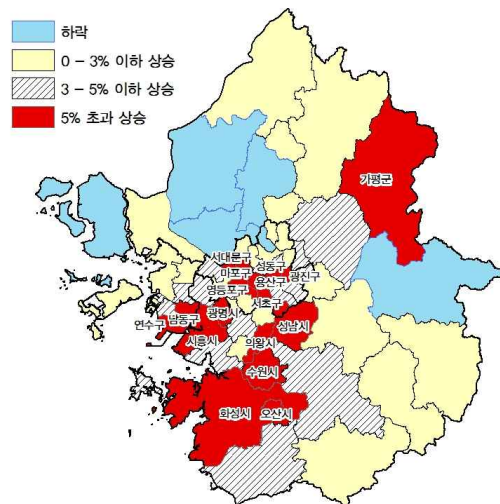 하락
0 - 3% 이하 상승
3 - 5% 이하 상승
5% 초과 상승
가평군
서대문구
성동구
마포구
용산구
광진구
영등포구
서초구
광명시
연수구
남동구
성남시
시흥시
의왕시
수원시
화성시
오산시